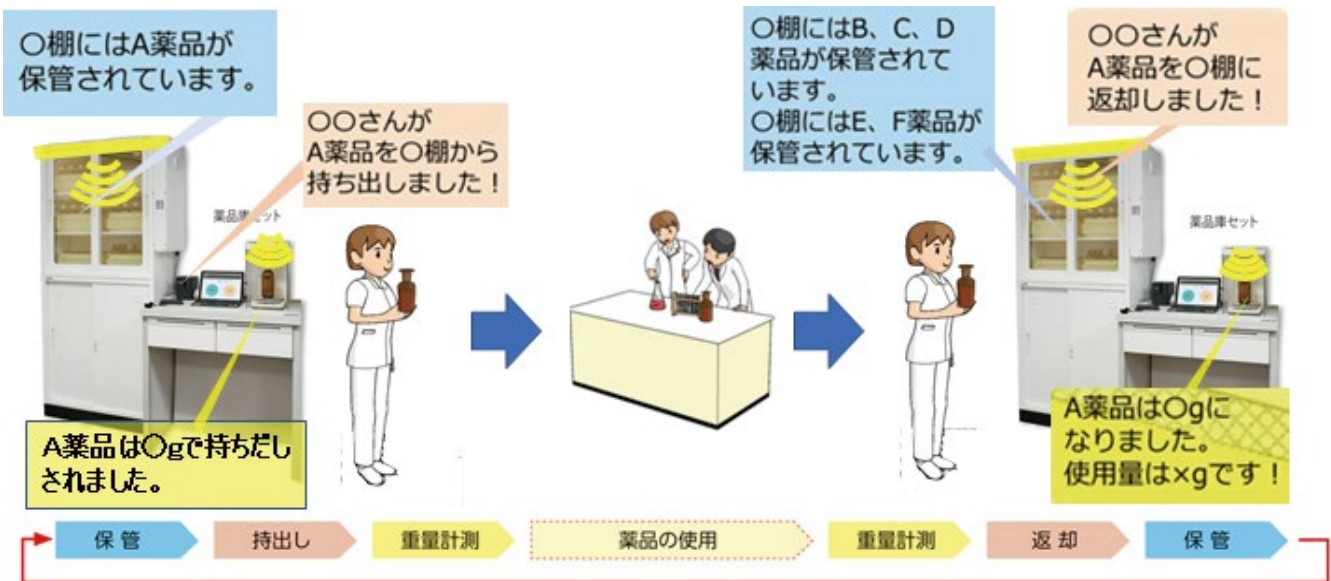 〇棚にはA薬品が
保管されています。
〇〇さんが
A薬品を〇棚から
持ち出しました！
薬品庫セット
A薬品は〇gで持ちだし
されました。
〇棚にはB、C、D
薬品が保管されて
います。
〇棚にはE、F薬品が
保管されています。
〇〇さんが
A薬品を〇棚に
返却しました！
薬品庫セット
A薬品は〇gに
なりました。
使用量は×gです！
保管
持出し
重量計測
薬品の使用
重量計測
返却
保管